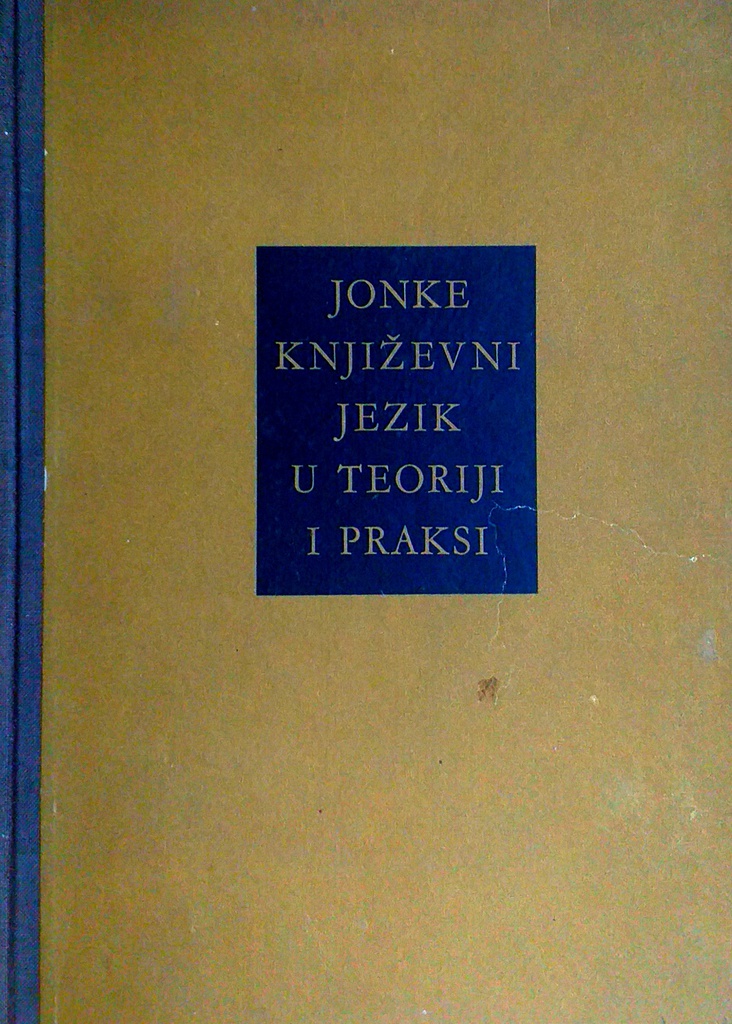 JONKE
KNJIŽEVNI
JEZIK
U TEORIJI
I PRAKSI